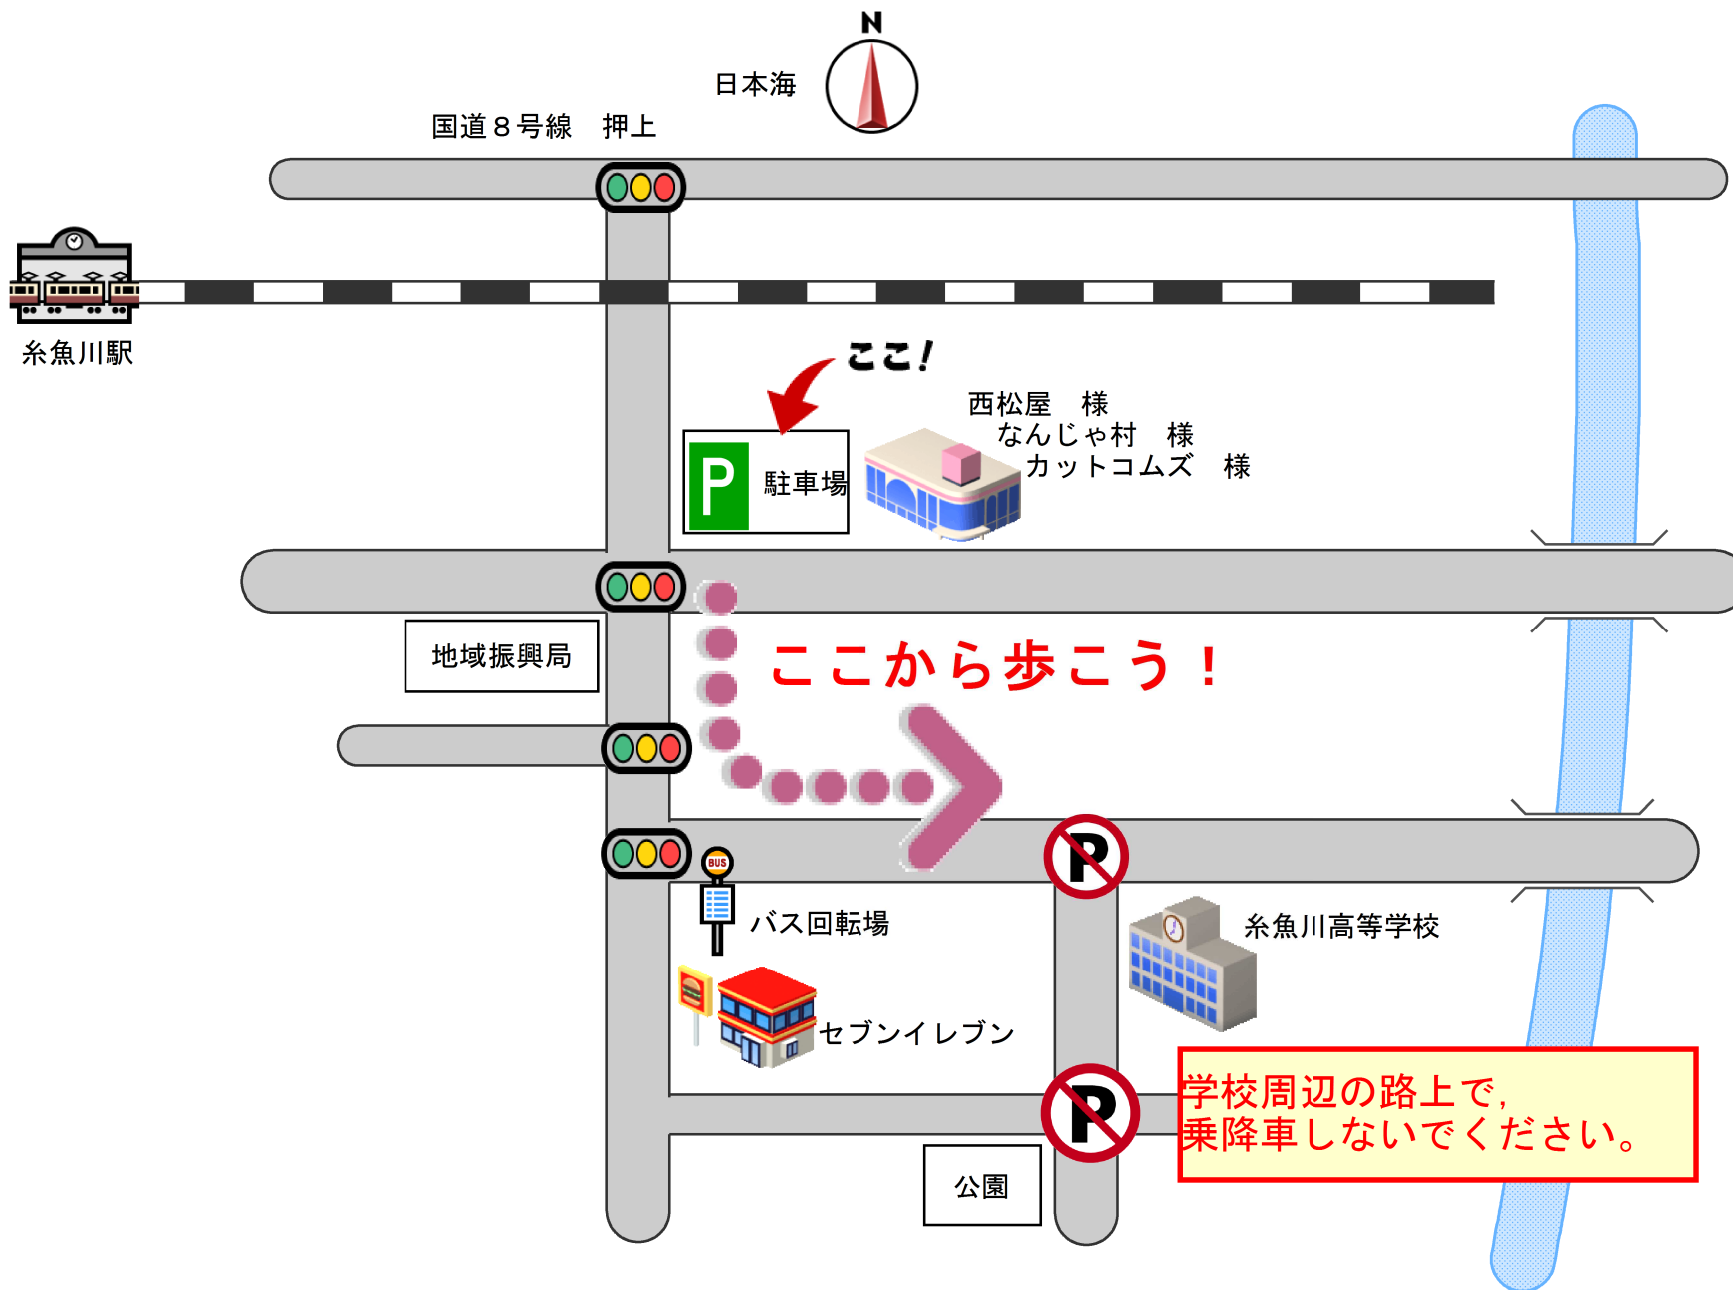 N
日本海
国道８号線　押上
糸魚川駅
ここ!
西松屋　様
なんじゃ村　様
カットコムズ　様
P
駐車場
地域振興局
ここから歩こう！
P
BUS
バス回転場
糸魚川高等学校
セブンイレブン
学校周辺の路上で，
乗降車しないでください。
P
公園